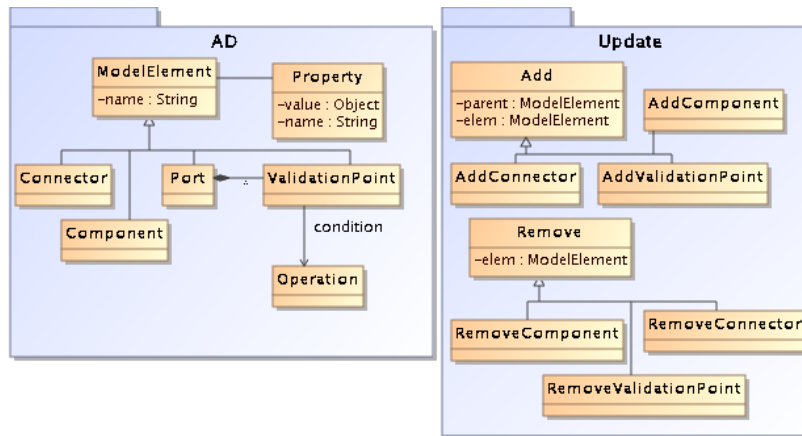 AD
ModelElement
-name : String
Property
-value : Object
-name : String
Connector
Port
ValidationPoint
Component
condition
Operation
Update
Add
-parent : ModelElement
-elem : ModelElement
AddComponent
AddConnector
AddValidationPoint
Remove
-elem : ModelElement
RemoveComponent
RemoveConnector
RemoveValidationPoint